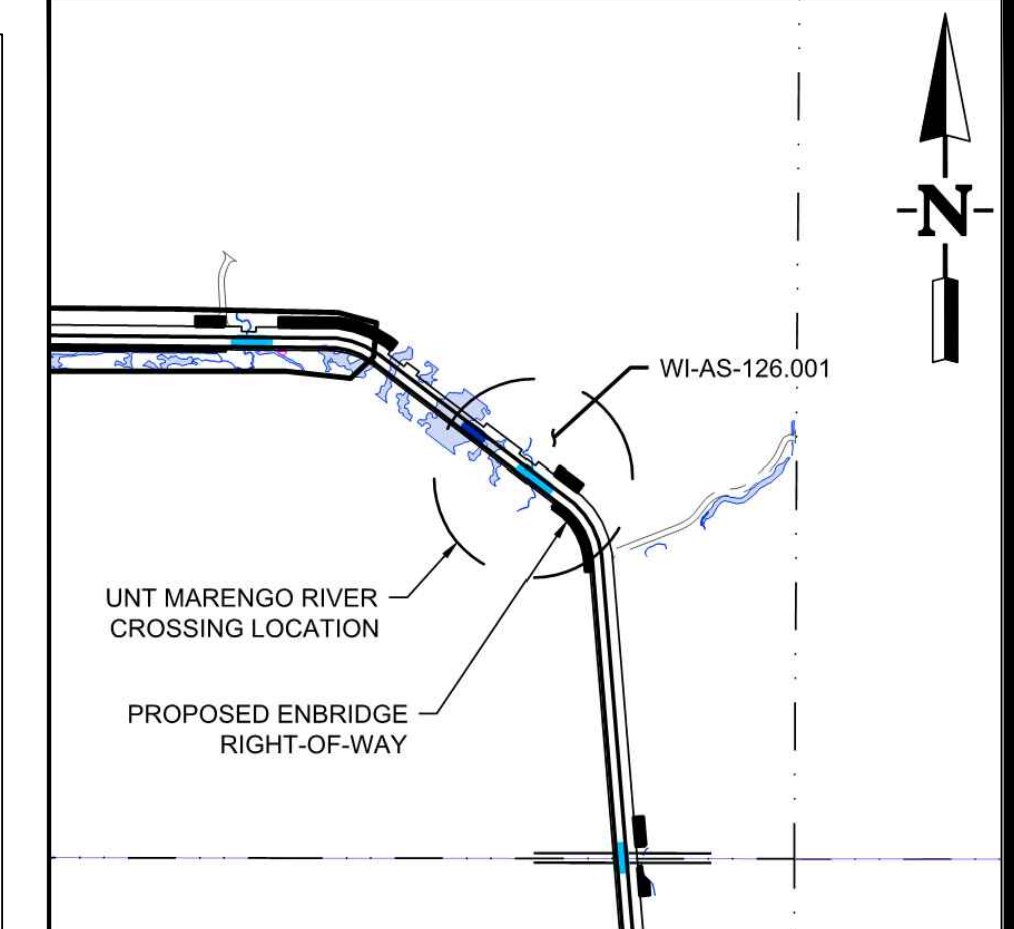 -N-
WI-AS-126.001
UNT MARENGO RIVER
CROSSING LOCATION
PROPOSED ENBRIDGE
RIGHT-OF-WAY